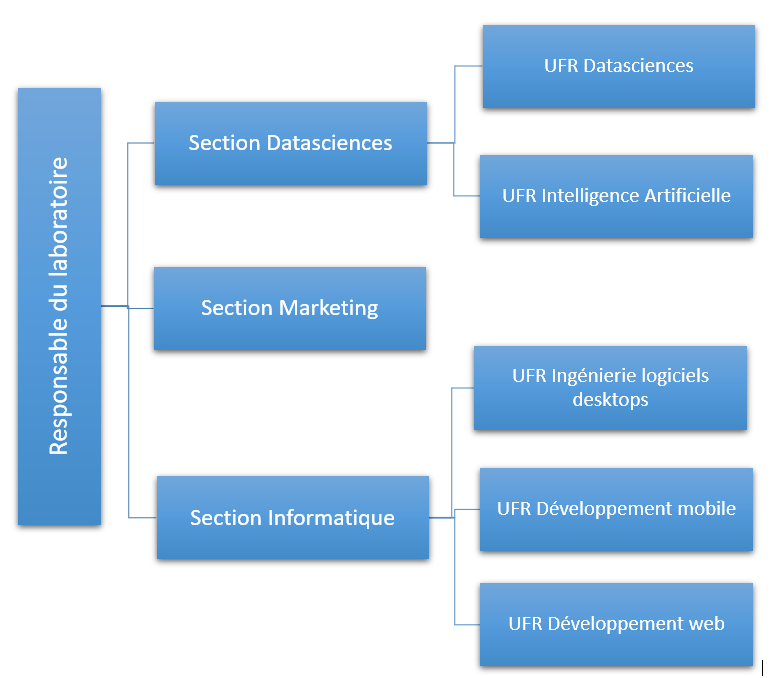 Responsable du laboratoire
Section Datasciences
UFR Datasciences
UFR Intelligence Artificielle
Section Marketing
Section Informatique
UFR Ingénierie logiciels
desktops
UFR Développement mobile
UFR Développement web